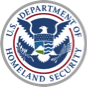 U.S. DEPARTMENT OF
HOMELAND SECURITY